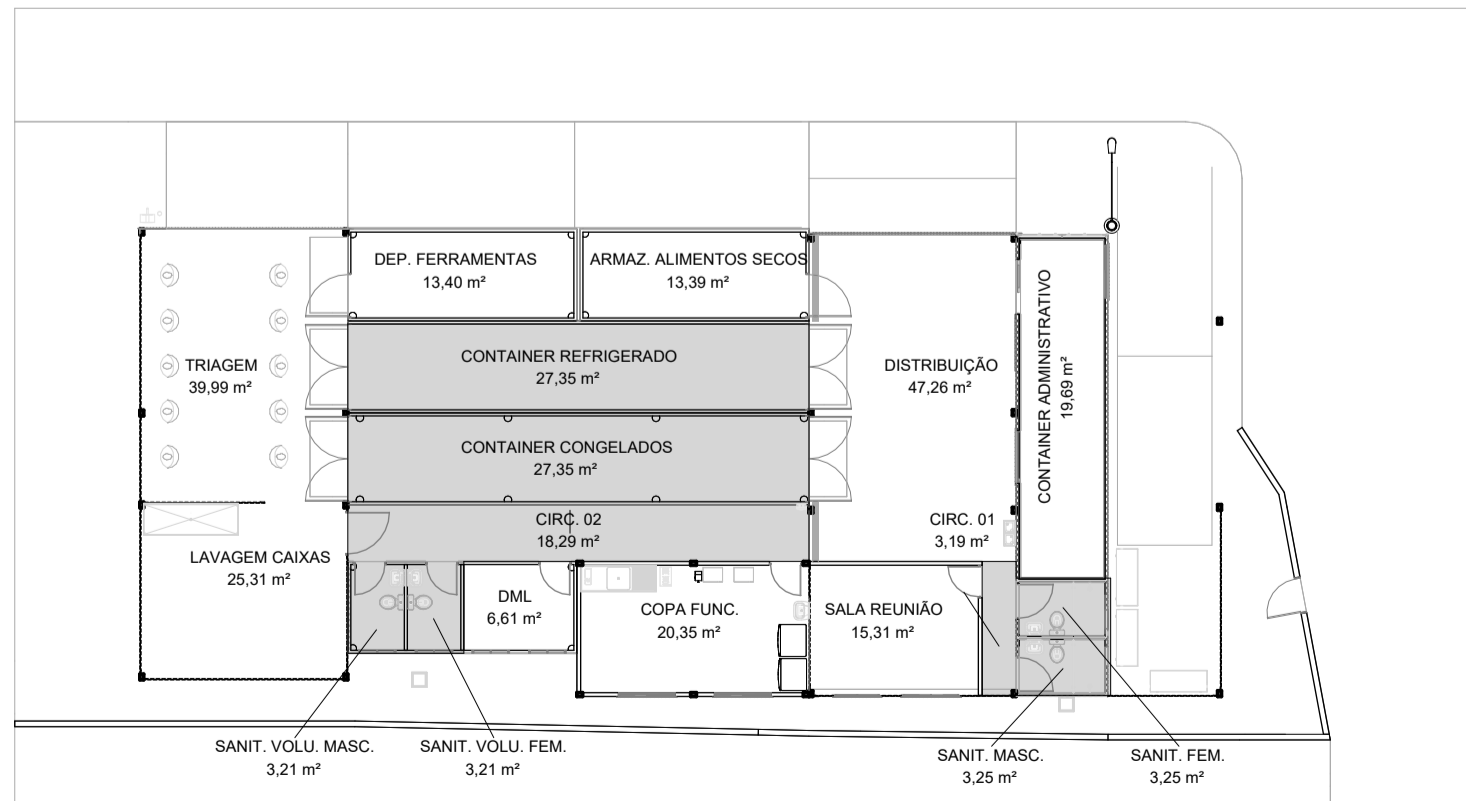 DEP. FERRAMENTAS
13,40 m²
ARMAZ. ALIMENTOS SECOS
13,39 m²
CONTAINER REFRIGERADO
27,35 m²
TRIAGEM
39,99 m²
DISTRIBUIÇÃO
47,26 m²
CONTAINER ADMINISTRATIVO
19,69 m²
CONTAINER CONGELADOS
27,35 m²
CIRC. 02
18,29 m²
CIRC. 01
3,19 m²
LAVAGEM CAIXAS
25,31 m²
DML
6,61 m²
COPA FUNC.
20,35 m²
SALA REUNIÃO
15,31 m²
SANIT. VOLU. MASC.
3,21 m²
SANIT. VOLU. FEM.
3,21 m²
SANIT. MASC.
3,25 m²
SANIT. FEM.
3,25 m²